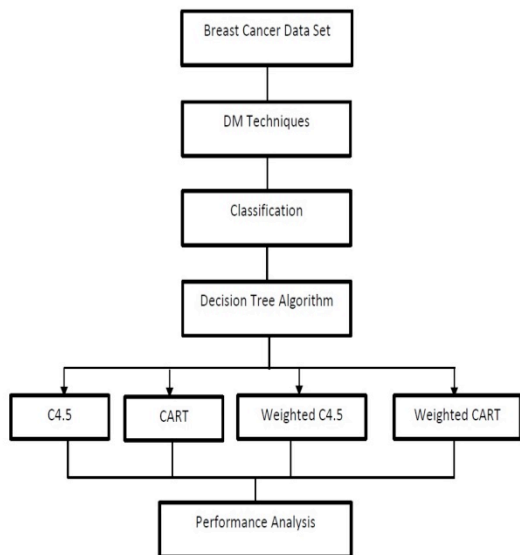 Breast Cancer Data Set
DM Techniques
Classification
Decision Tree Algorithm
C4.5
CART
Weighted C4.5
Weighted CART
Performance Analysis